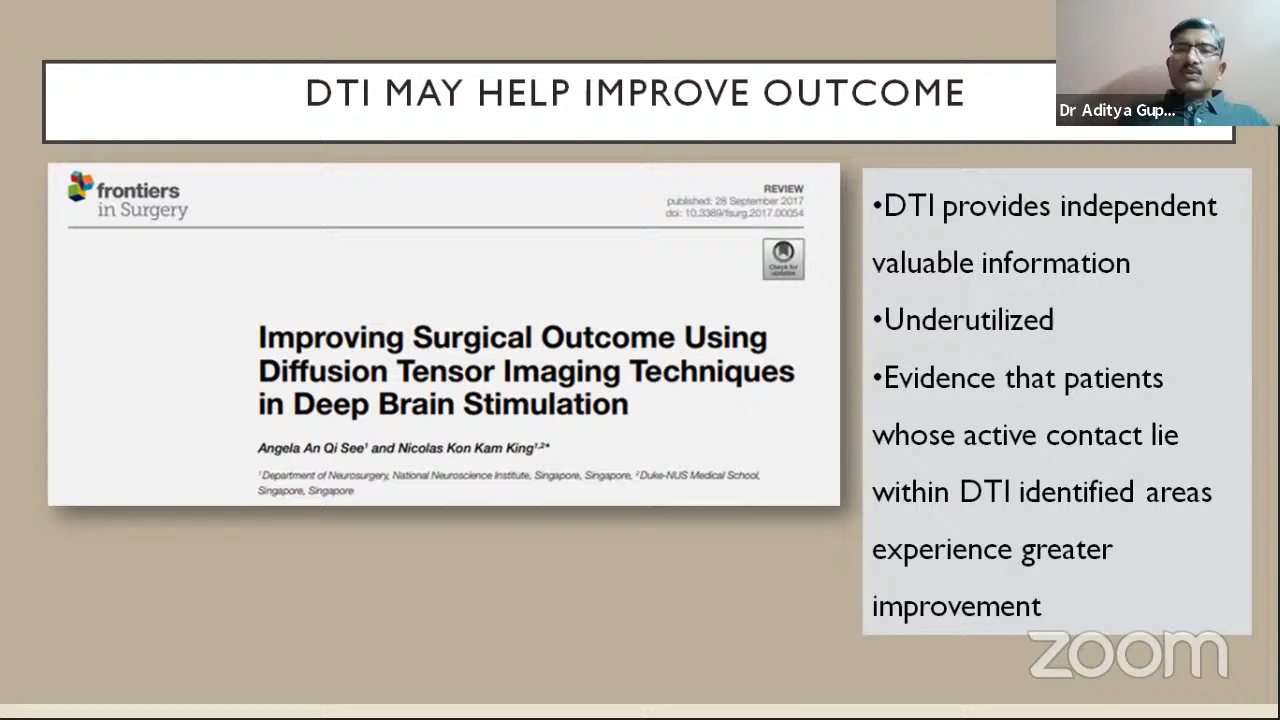 DTI MAY HELP IMPROVE OUTCOME
Dr Aditya Gup...
frontiers
in Surgery
REVIEW
published: 28 September 2017
doi: 10.3389/fsurg.2017.00054
Check for
updates
Improving Surgical Outcome Using
Diffusion Tensor Imaging Techniques
in Deep Brain Stimulation
Angela An Qi See¹ and Nicolas Kon Kam King¹,²*
¹Department of Neurosurgery, National Neuroscience Institute, Singapore, Singapore, ²Duke-NUS Medical School,
Singapore, Singapore
•DTI provides independent
valuable information
•Underutilized
•Evidence that patients
whose active contact lie
within DTI identified areas
experience greater
improvement
zoom